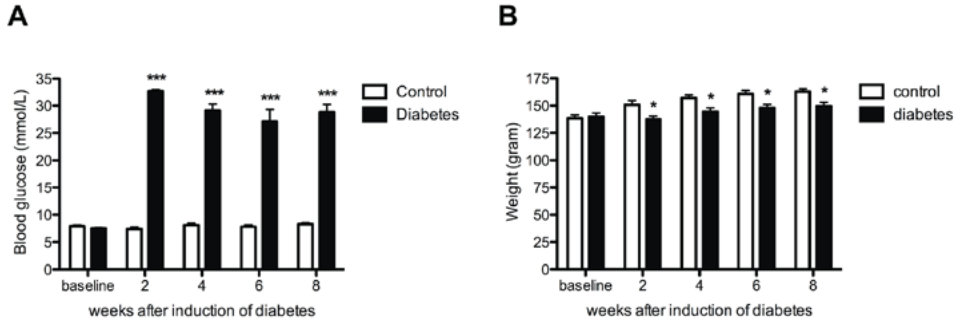 A
Blood glucose (mmol/L)
35
30
25
20
15
10
5
0
***
***
***
***
Control
Diabetes
baseline 2 4 6 8
weeks after induction of diabetes
B
Weight (gram)
175
150
125
100
75
50
25
0
*
*
*
*
control
diabetes
baseline 2 4 6 8
weeks after induction of diabetes